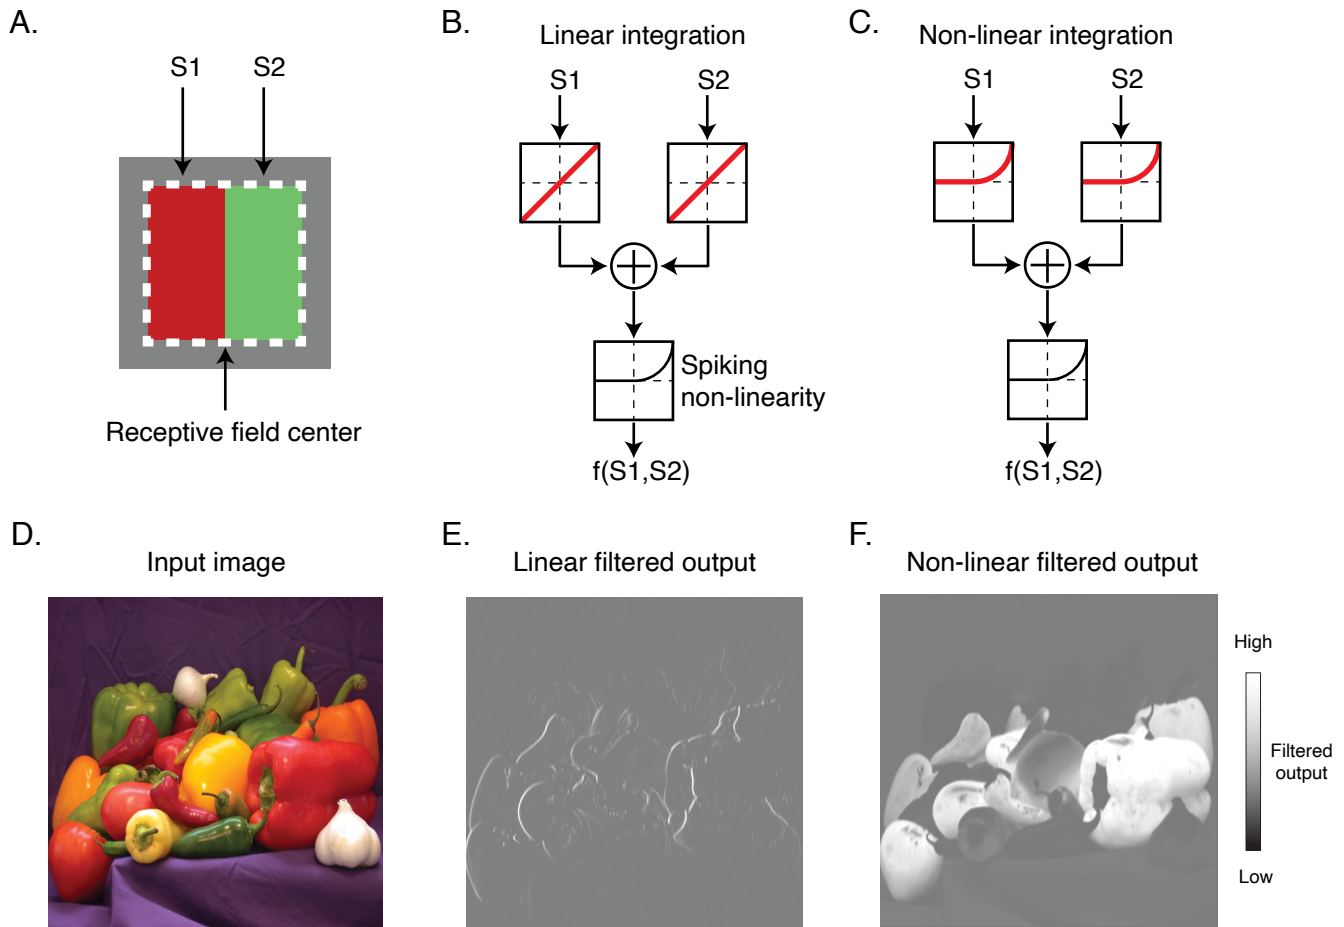 A.
S1
S2
Receptive field center
B.
Linear integration
S1
S2
Spiking
non-linearity
f(S1,S2)
C.
Non-linear integration
S1
S2
f(S1,S2)
D.
Input image
E.
Linear filtered output
F.
Non-linear filtered output
High
Filtered
output
Low